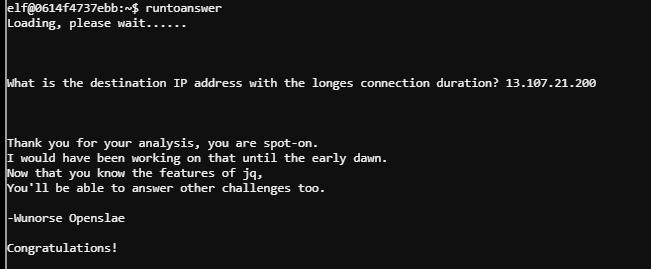 elf@0614f4737ebb:~$ runtoanswer
Loading, please wait......
What is the destination IP address with the longes connection duration? 13.107.21.200
Thank you for your analysis, you are spot-on.
I would have been working on that until the early dawn.
Now that you know the features of jq,
You'll be able to answer other challenges too.
-Wunorse Openslae
Congratulations!